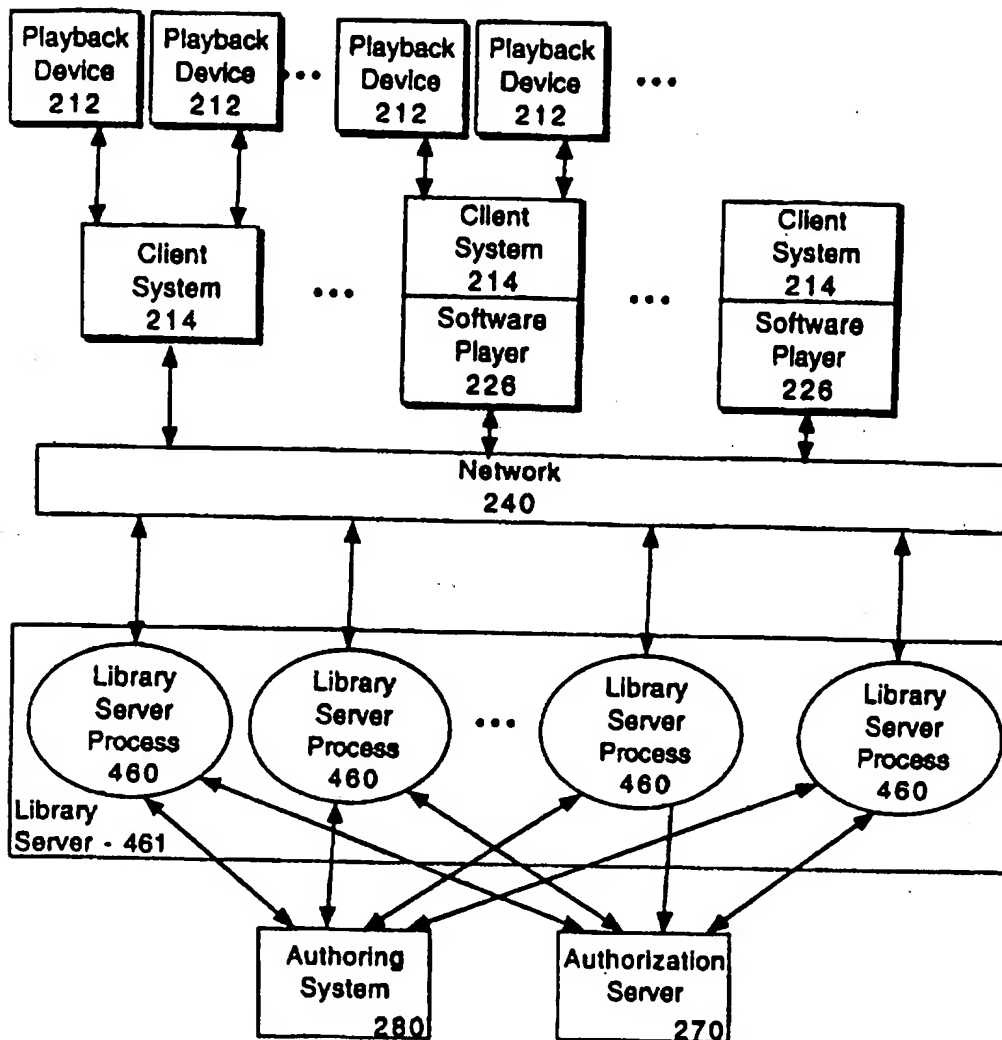 Playback
Device
212
Playback
Device
212
Playback
Device
212
Playback
Device
212
Client
System
214
Client
System
214
Software
Player
226
Client
System
214
Software
Player
226
Network
240
Library
Server
Process
460
Library
Server
Process
460
Library
Server
Process
460
Library
Server
Process
460
Library
Server - 461
Authoring
System
280
Authorization
Server
270